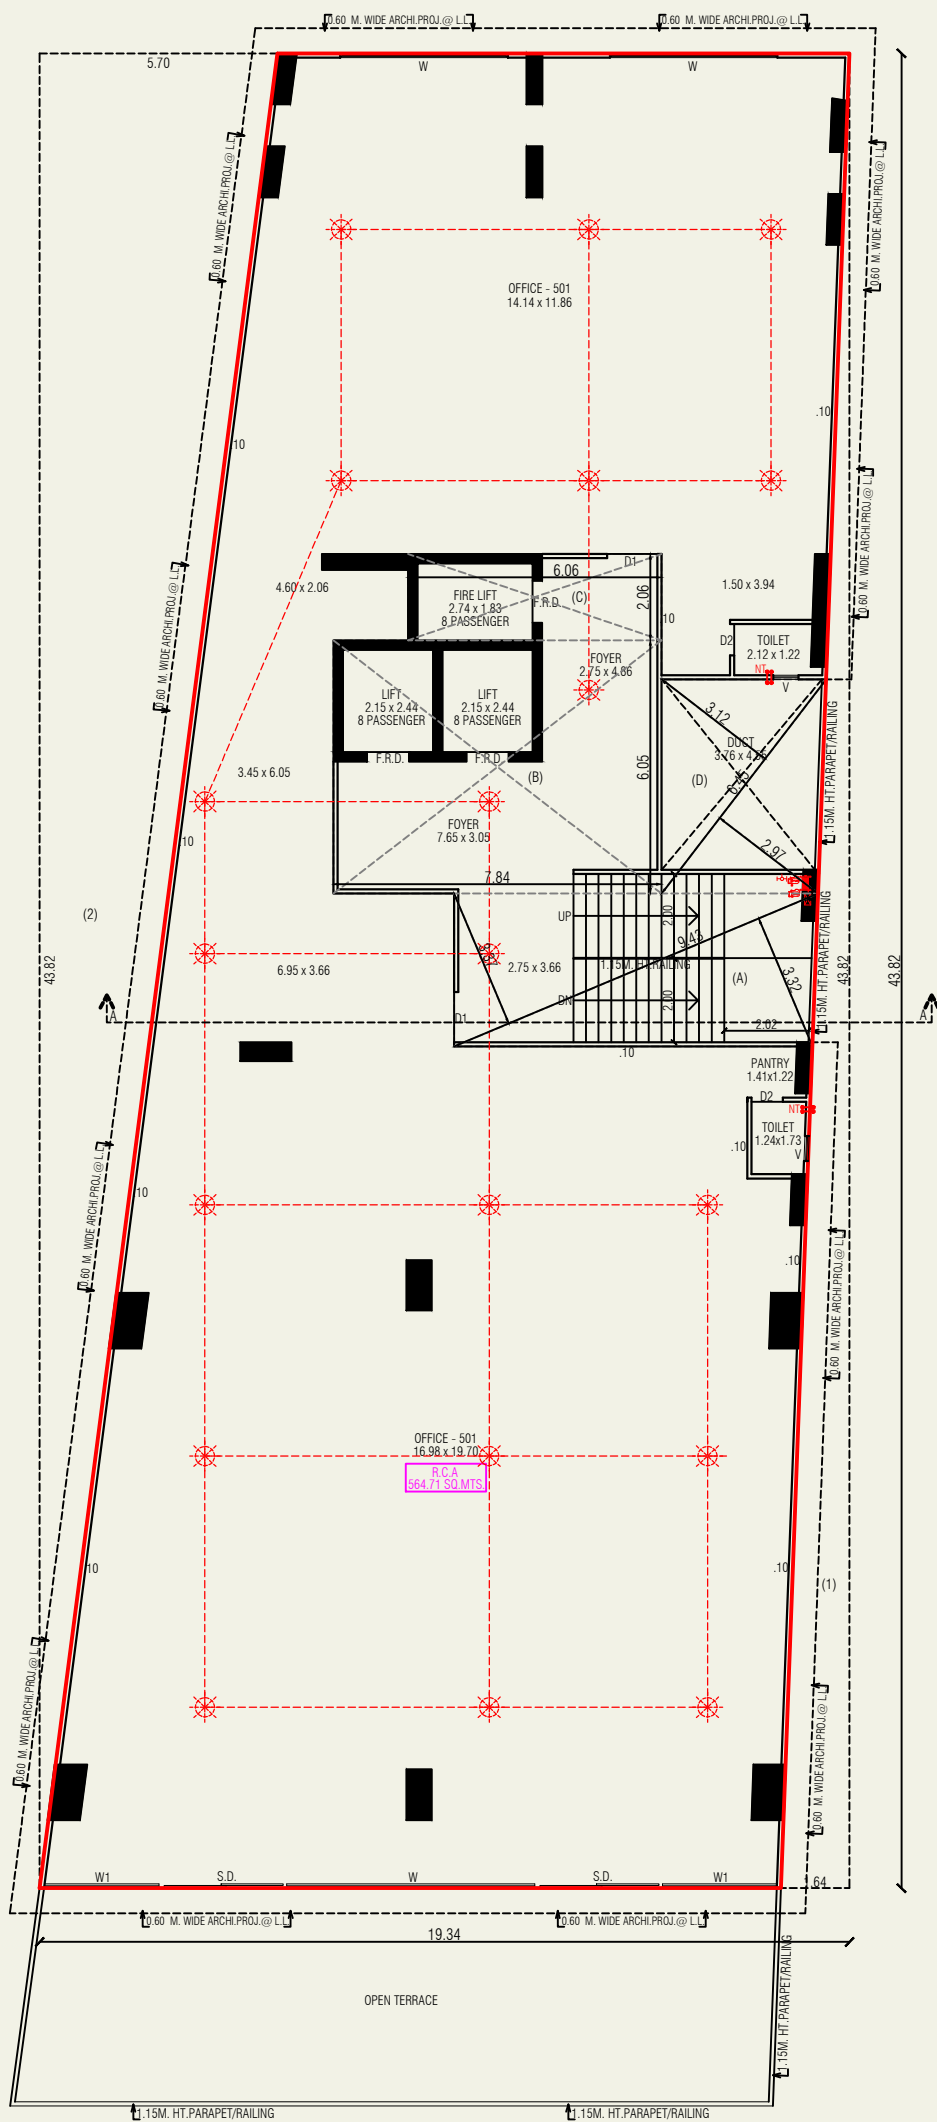 0.60 M. WIDE ARCHI.PROJ.@ L.L.
0.60 M. WIDE ARCHI.PROJ.@ L.L.
5.70
W
W
0.60 M. WIDE ARCHI.PROJ.@ L.L.
0.60 M. WIDE ARCHI.PROJ.@ L.L.
OFFICE - 501
14.14 x 11.86
.10
.10
0.60 M. WIDE ARCHI.PROJ.@ L.L.
0.60 M. WIDE ARCHI.PROJ.@ L.L.
4.60 x 2.06
FIRE LIFT
2.74 x 1.83
8 PASSENGER
6.06
F.R.D.
(C)
D1
2.06
.10
1.50 x 3.94
D2
TOILET
2.12 x 1.22
NT
V
FOYER
2.75 x 4.86
LIFT
2.15 x 2.44
8 PASSENGER
LIFT
2.15 x 2.44
8 PASSENGER
3.12
DUCT
(D)
F.R.D.
F.R.D.
3.45 x 6.05
(B)
6.05
1.15M. HT.PARAPET/RAILING
FOYER
7.65 x 3.05
.10
2.97
7.84
(2)
UP
2.00
9.43
1.15M. HT.PARAPET/RAILING
43.82
6.95 x 3.66
2.75 x 3.66
1.15M. HT.RAILING
(A)
3.32
43.82
43.82
DN
2.00
A
D1
2.02
A
.10
PANTRY
1.41x1.22
D2
NT
TOILET
1.24x1.73
V
.10
0.60 M. WIDE ARCHI.PROJ.@ L.L.
.10
.10
0.60 M. WIDE ARCHI.PROJ.@ L.L.
OFFICE - 501
16.98 x 19.70
R.C.A
564.71 SQ.MTS.
.10
.10
(1)
0.60 M. WIDE ARCHI.PROJ.@ L.L.
0.60 M. WIDE ARCHI.PROJ.@ L.L.
W1
S.D.
W
S.D.
W1
0.60 M. WIDE ARCHI.PROJ.@ L.L.
0.60 M. WIDE ARCHI.PROJ.@ L.L.
19.34
OPEN TERRACE
1.15M. HT.PARAPET/RAILING
1.15M. HT.PARAPET/RAILING
1.15M. HT.PARAPET/RAILING